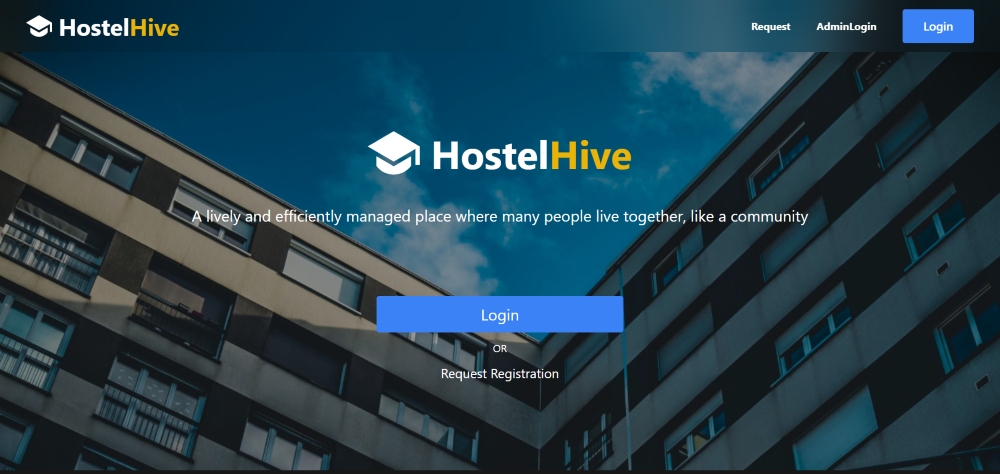 HostelHive
Request
AdminLogin
Login
HostelHive
A lively and efficiently managed place where many people live together, like a community
Login
OR
Request Registration